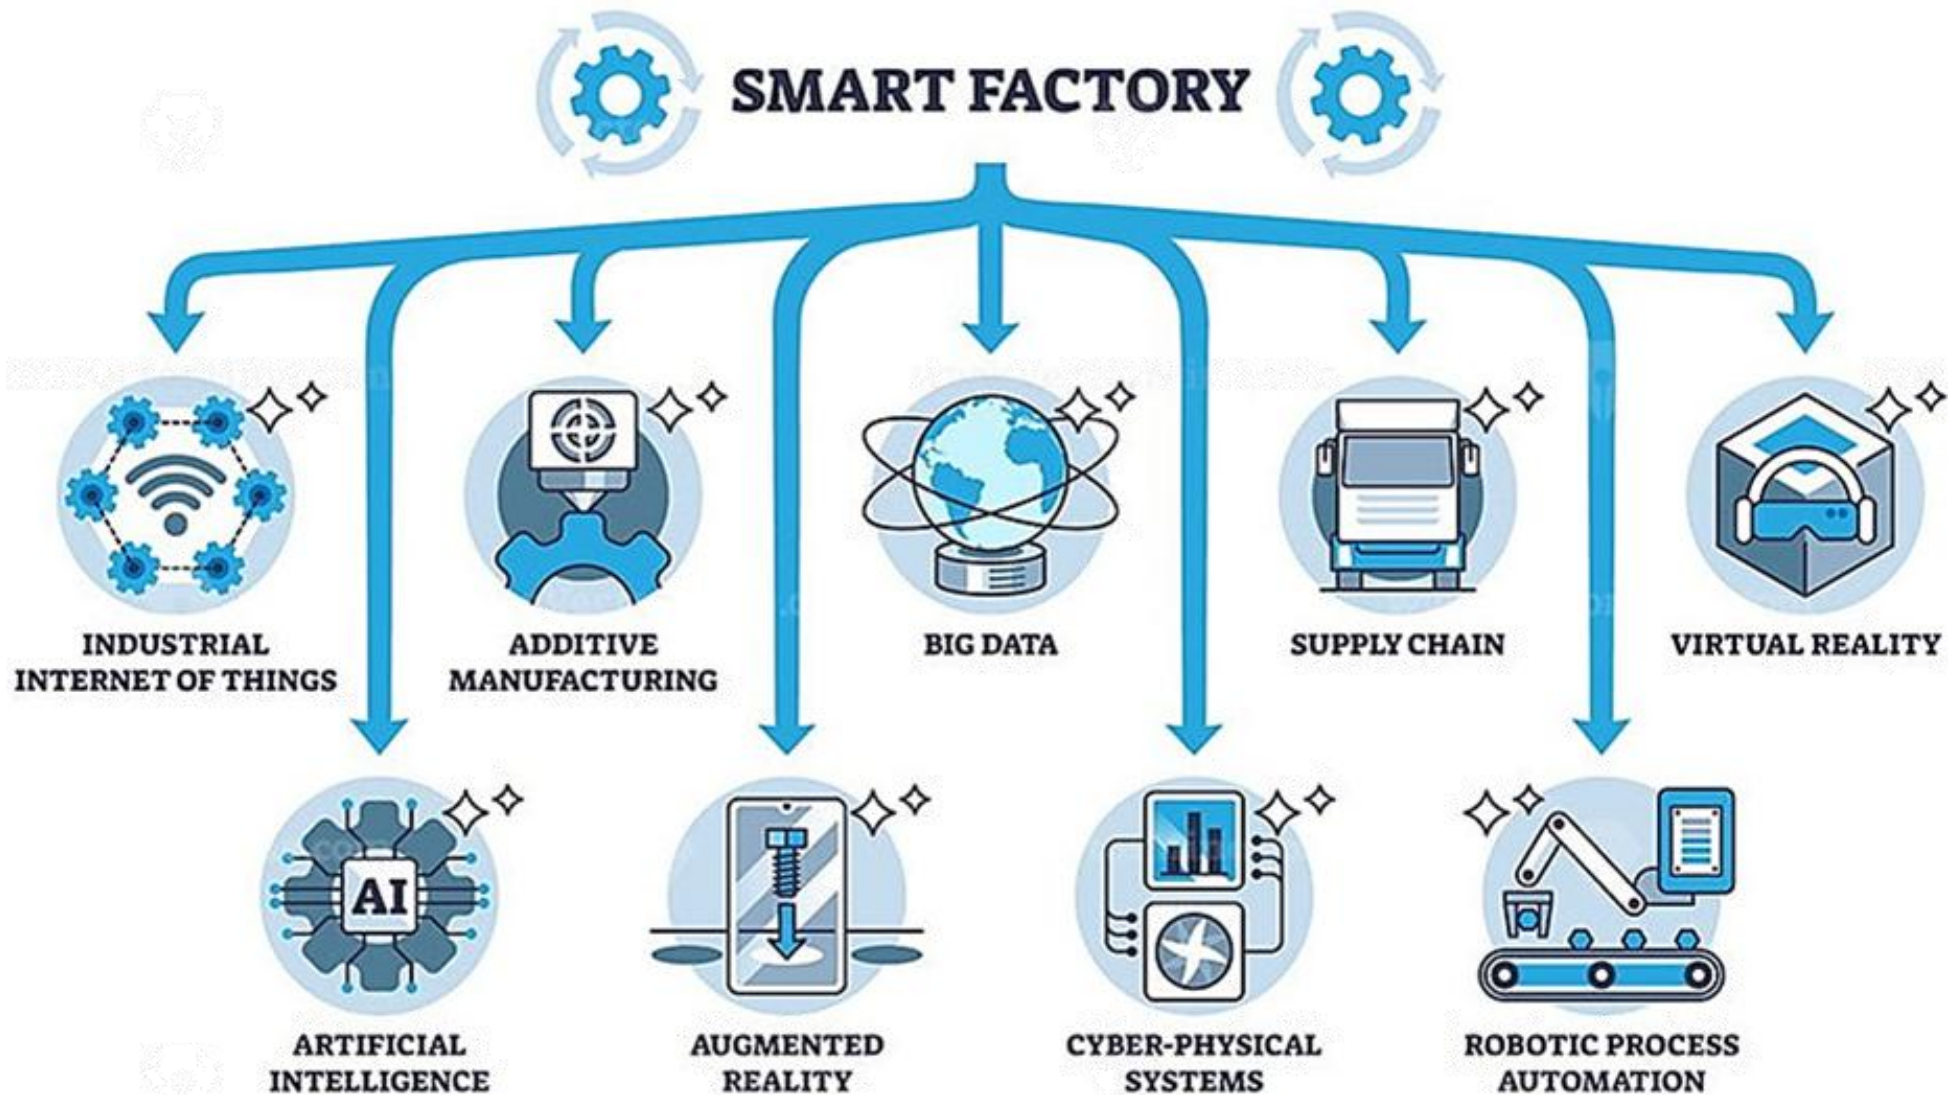 SMART FACTORY
INDUSTRIAL
INTERNET OF THINGS
ADDITIVE
MANUFACTURING
BIG DATA
SUPPLY CHAIN
VIRTUAL REALITY
AI
ARTIFICIAL
INTELLIGENCE
AUGMENTED
REALITY
CYBER-PHYSICAL
SYSTEMS
ROBOTIC PROCESS
AUTOMATION